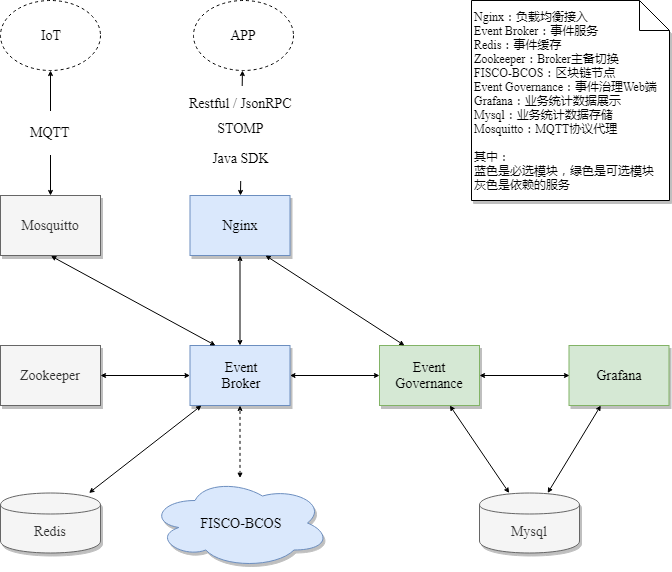 IoT
APP
Nginx：负载均衡接入
Event Broker：事件服务
Redis：事件缓存
Zookeeper：Broker主备切换
FISCO-BCOS：区块链节点
Event Governance：事件治理Web端
Grafana：业务统计数据展示
Mysql：业务统计数据存储
Mosquitto：MQTT协议代理
其中：
蓝色是必选模块，绿色是可选模块
灰色是依赖的服务
MQTT
Restful / JsonRPC
STOMP
Java SDK
Mosquitto
Nginx
Zookeeper
Event
Broker
Event
Governance
Grafana
Redis
FISCO-BCOS
Mysql